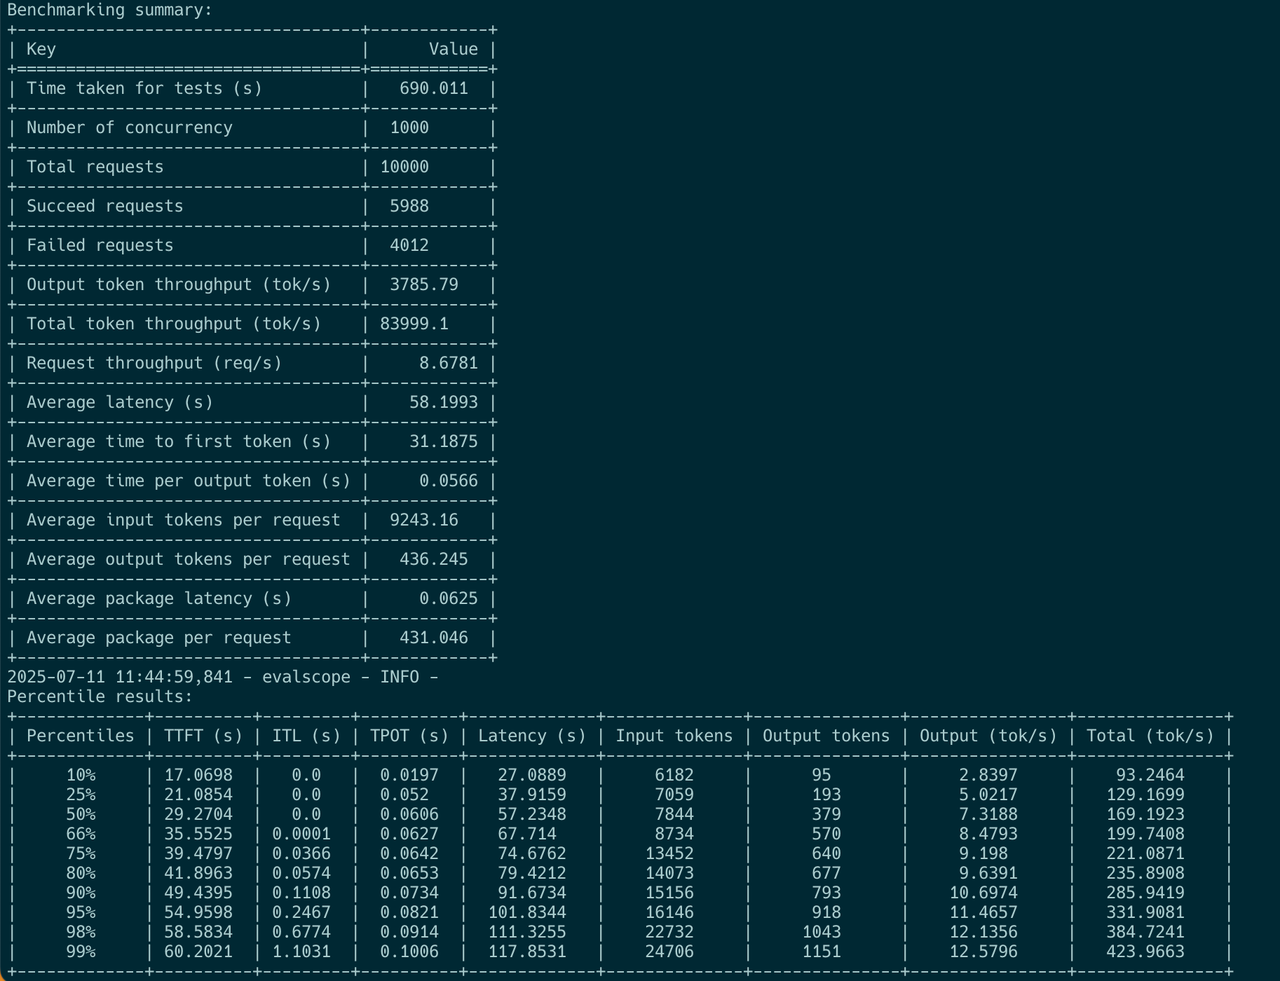 Benchmarking summary:
+-----------------------------------+------------+
| Key                               |      Value |
+===================================+============+
| Time taken for tests (s)          |   690.011  |
+-----------------------------------+------------+
| Number of concurrency             |  1000      |
+-----------------------------------+------------+
| Total requests                    | 10000      |
+-----------------------------------+------------+
| Succeed requests                  |  5988      |
+-----------------------------------+------------+
| Failed requests                   |  4012      |
+-----------------------------------+------------+
| Output token throughput (tok/s)   |  3785.79   |
+-----------------------------------+------------+
| Total token throughput (tok/s)    | 83999.1    |
+-----------------------------------+------------+
| Request throughput (req/s)        |     8.6781 |
+-----------------------------------+------------+
| Average latency (s)               |    58.1993 |
+-----------------------------------+------------+
| Average time to first token (s)   |    31.1875 |
+-----------------------------------+------------+
| Average time per output token (s) |     0.0566 |
+-----------------------------------+------------+
| Average input tokens per request  |  9243.16   |
+-----------------------------------+------------+
| Average output tokens per request |   436.245  |
+-----------------------------------+------------+
| Average package latency (s)       |     0.0625 |
+-----------------------------------+------------+
| Average package per request       |   431.046  |
+-----------------------------------+------------+
2025-07-11 11:44:59,841 - evalscope - INFO -
Percentile results:
+-------------+----------+---------+----------+-------------+--------------+---------------+----------------+---------------+
| Percentiles | TTFT (s) | ITL (s) | TPOT (s) | Latency (s) | Input tokens | Output tokens | Output (tok/s) | Total (tok/s) |
+-------------+----------+---------+----------+-------------+--------------+---------------+----------------+---------------+
|     10%     | 17.0698  |   0.0   |  0.0197  |   27.0889   |     6182     |      95       |     2.8397     |    93.2464    |
|     25%     | 21.0854  |   0.0   |  0.052   |   37.9159   |     7059     |      193      |     5.0217     |   129.1699    |
|     50%     | 29.2704  |   0.0   |  0.0606  |   57.2348   |     7844     |      379      |     7.3188     |   169.1923    |
|     66%     | 35.5525  | 0.0001  |  0.0627  |   67.714    |     8734     |      570      |     8.4793     |   199.7408    |
|     75%     | 39.4797  | 0.0366  |  0.0642  |   74.6762   |    13452     |      640      |     9.198      |   221.0871    |
|     80%     | 41.8963  | 0.0574  |  0.0653  |   79.4212   |    14073     |      677      |     9.6391     |   235.8908    |
|     90%     | 49.4395  | 0.1108  |  0.0734  |   91.6734   |    15156     |      793      |    10.6974     |   285.9419    |
|     95%     | 54.9598  | 0.2467  |  0.0821  |  101.8344   |    16146     |      918      |    11.4657     |   331.9081    |
|     98%     | 58.5834  | 0.6774  |  0.0914  |  111.3255   |    22732     |     1043      |    12.1356     |   384.7241    |
|     99%     | 60.2021  | 1.1031  |  0.1006  |  117.8531   |    24706     |     1151      |    12.5796     |   423.9663    |
+-------------+----------+---------+----------+-------------+--------------+---------------+----------------+---------------+